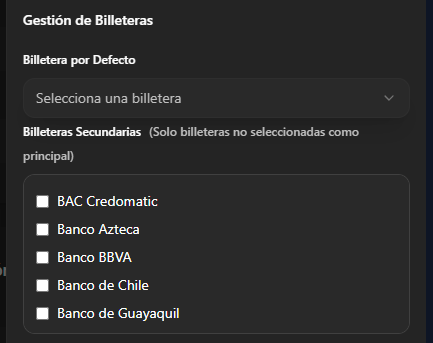 Gestión de Billeteras
Billetera por Defecto
Selecciona una billetera
Billeteras Secundarias (Solo billeteras no seleccionadas como
principal)
BAC Credomatic
Banco Azteca
Banco BBVA
Banco de Chile
Banco de Guayaquil